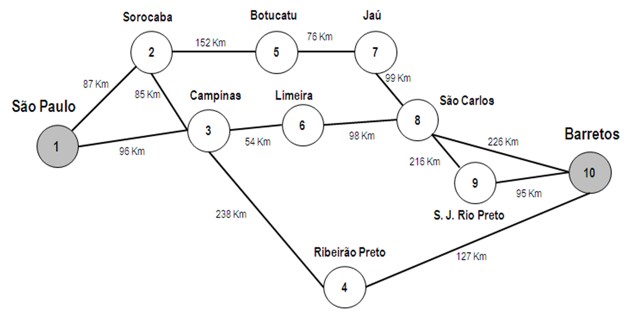 Sorocaba
Botucatu
Jaú
2
152 Km
5
76 Km
7
87 Km
85 Km
99 Km
São Paulo
Campinas
Limeira
São Carlos
1
96 Km
3
54 Km
6
98 Km
8
Barretos
226 Km
216 Km
9
95 Km
10
238 Km
S. J. Rio Preto
Ribeirão Preto
127 Km
4